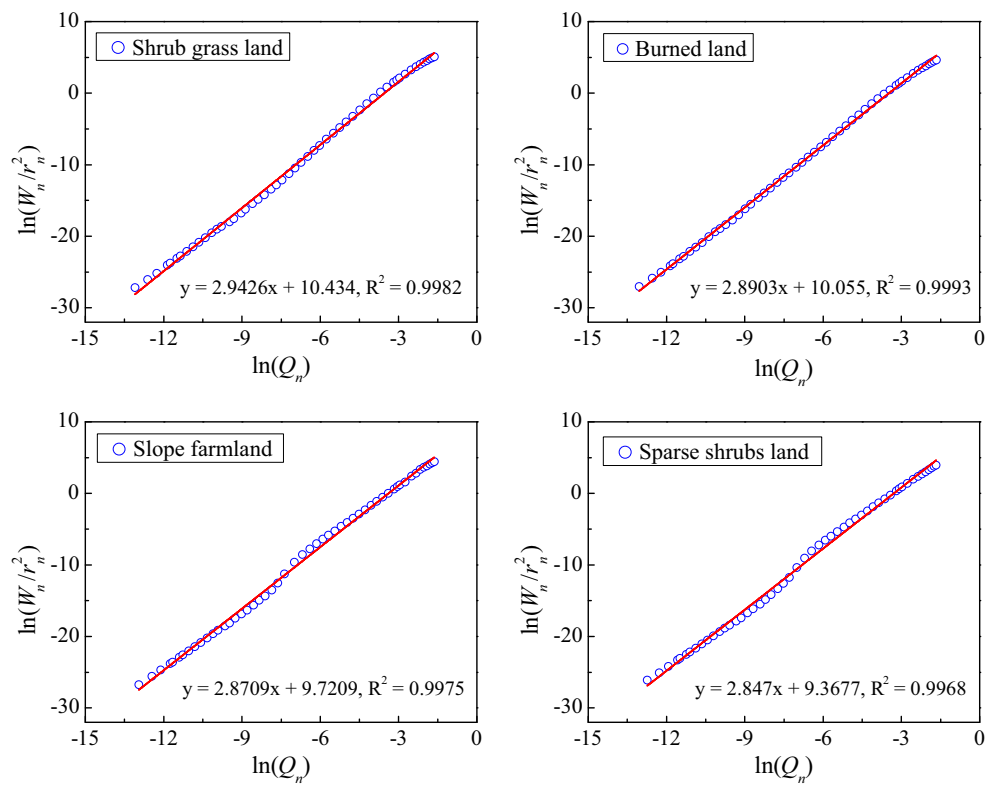 Shrub grass land
10
0
-10
-20
-30
ln(Wₙ/rₙ²)
y = 2.9426x + 10.434, R² = 0.9982
-15 -12 -9 -6 -3 0
ln(Qₙ)
Burned land
10
0
-10
-20
-30
ln(Wₙ/rₙ²)
y = 2.8903x + 10.055, R² = 0.9993
-15 -12 -9 -6 -3 0
ln(Qₙ)
Slope farmland
10
0
-10
-20
-30
ln(Wₙ/rₙ²)
y = 2.8709x + 9.7209, R² = 0.9975
-15 -12 -9 -6 -3 0
ln(Qₙ)
Sparse shrubs land
10
0
-10
-20
-30
ln(Wₙ/rₙ²)
y = 2.847x + 9.3677, R² = 0.9968
-15 -12 -9 -6 -3 0
ln(Qₙ)